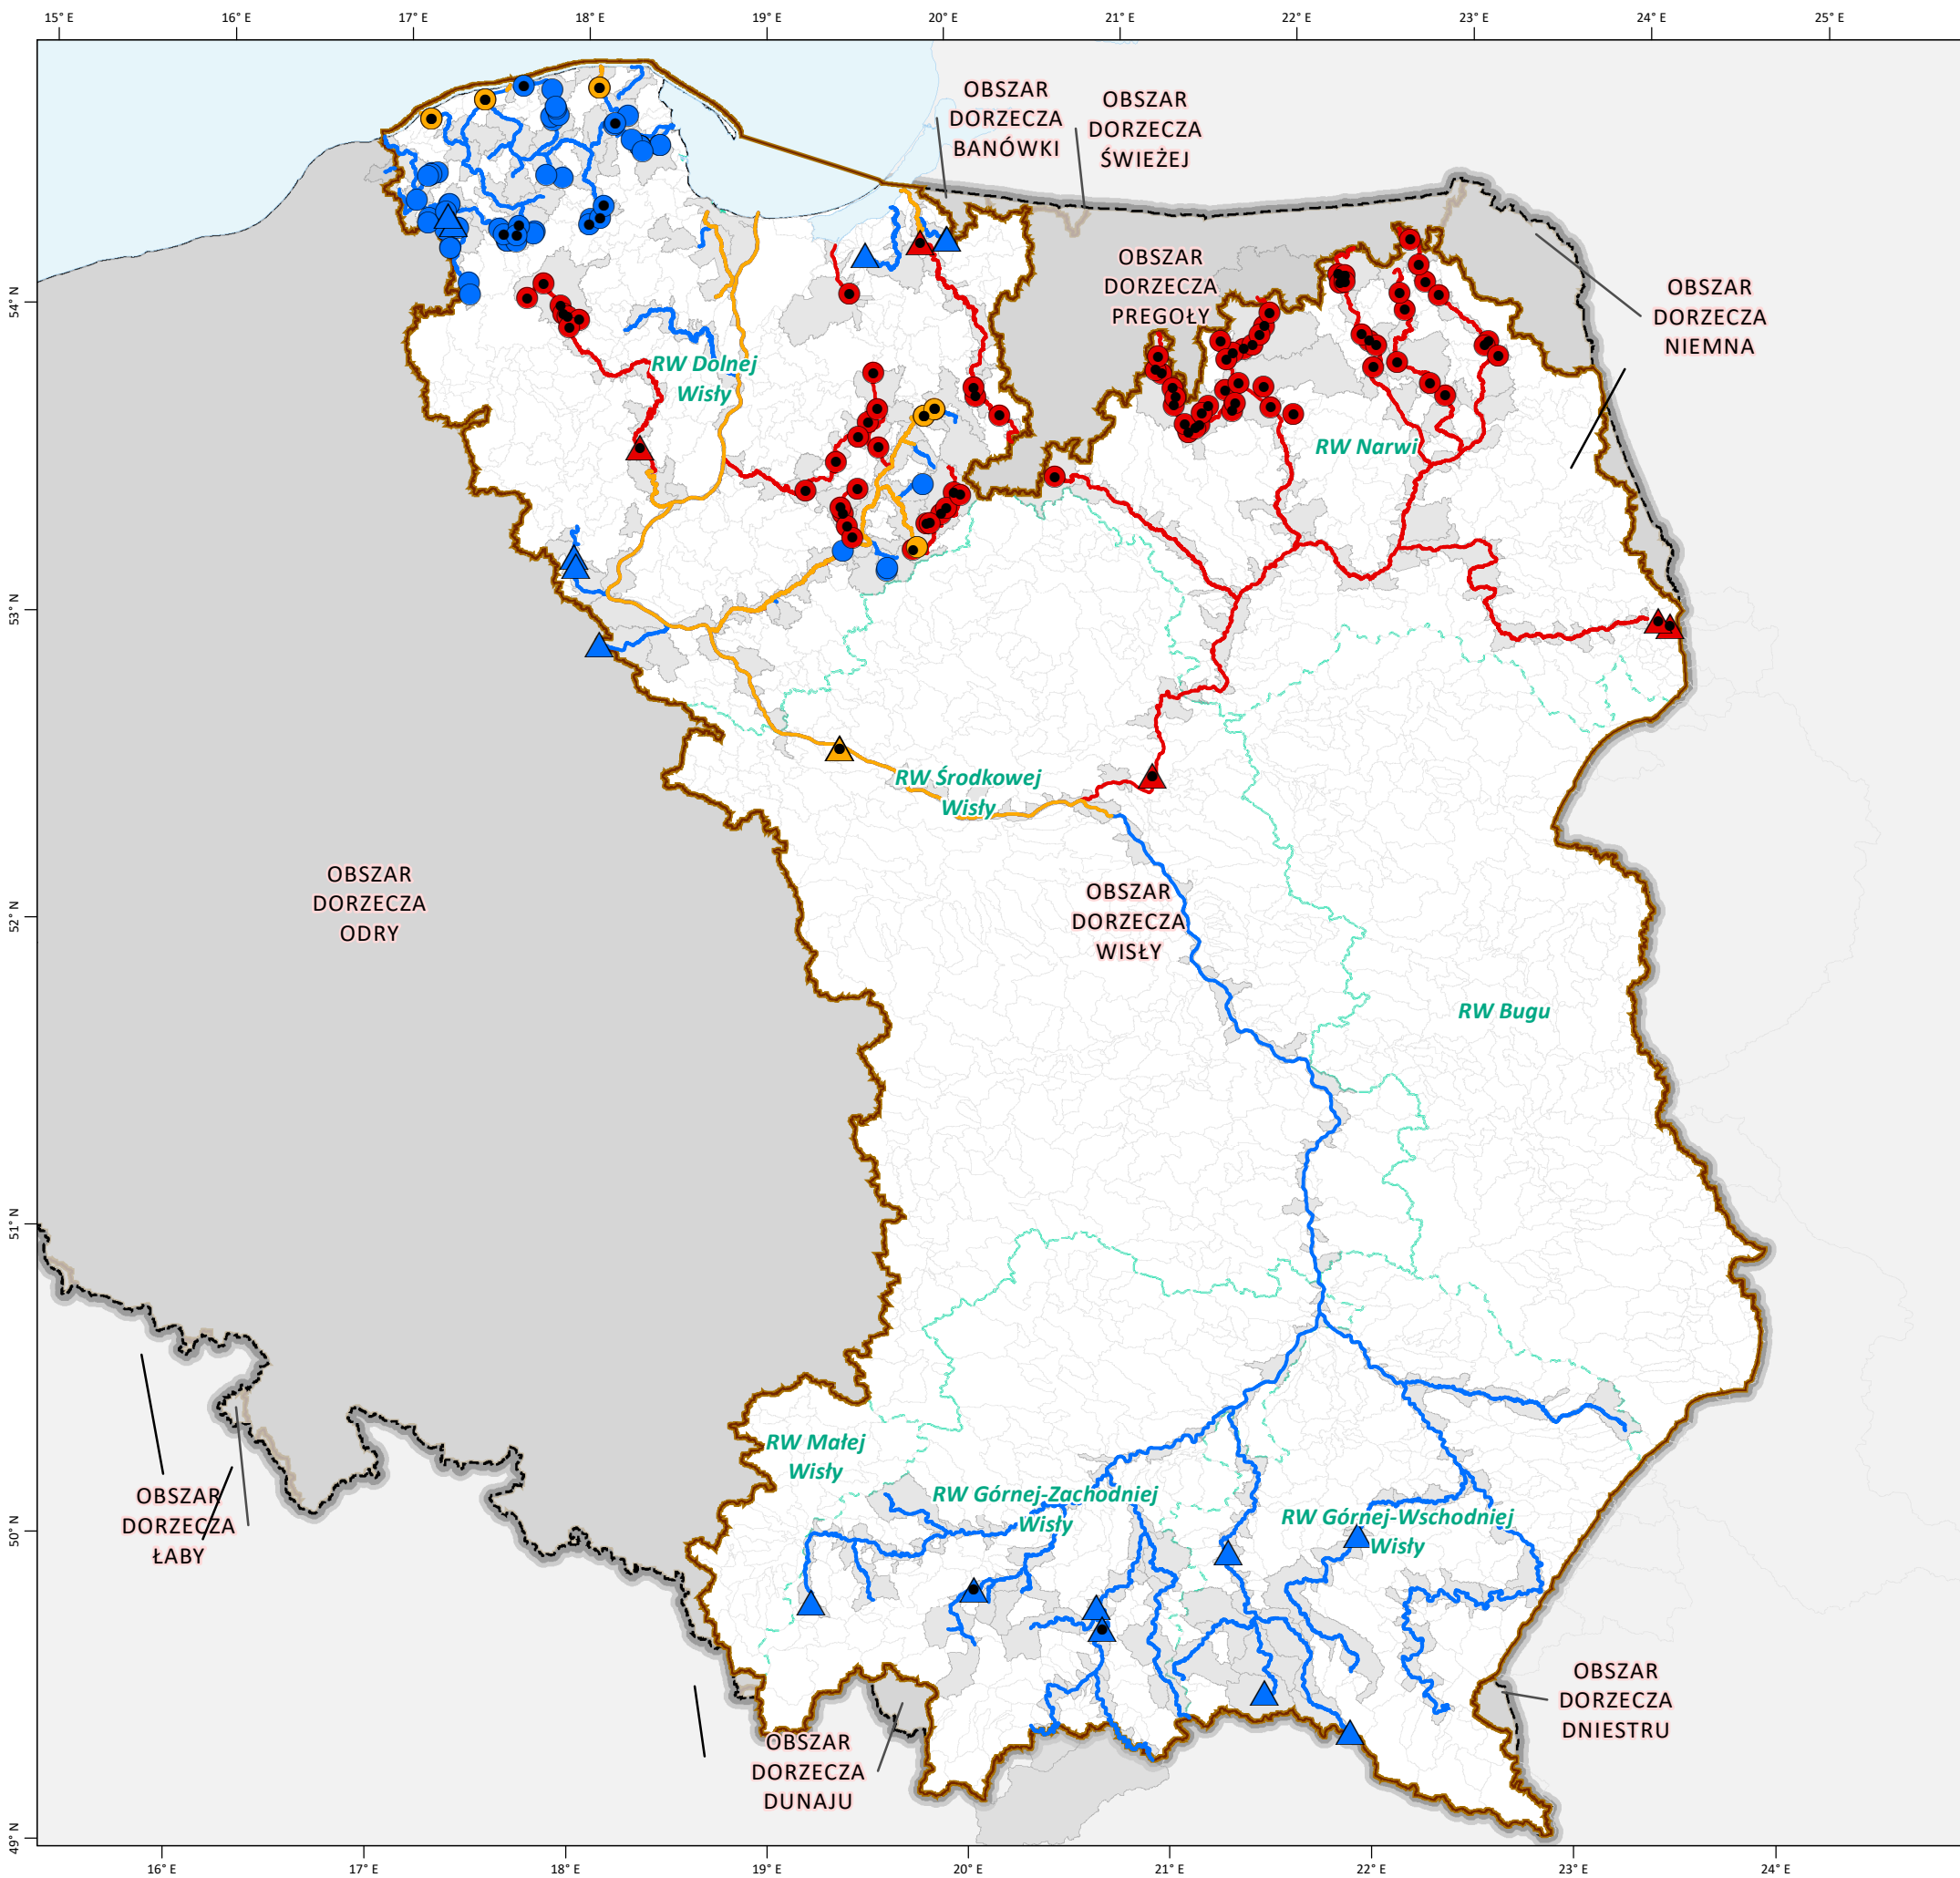 15° E
16° E
17° E
18° E
19° E
20° E
21° E
22° E
23° E
24° E
25° E
OBSZAR
DORZECZA
BANÓWKI
OBSZAR
DORZECZA
ŚWIEŻEJ
OBSZAR
DORZECZA
PREGOŁY
OBSZAR
DORZECZA
NIEMNA
54° N
RW Dolnej
Wisły
RW Narwi
53° N
RW Środkowej
Wisły
OBSZAR
DORZECZA
ODRY
OBSZAR
DORZECZA
WISŁY
52° N
RW Bugu
51° N
RW Małej
Wisły
RW Górnej-Zachodniej
Wisły
RW Górnej-Wschodniej
Wisły
OBSZAR
DORZECZA
ŁABY
50° N
OBSZAR
DORZECZA
DNIESTRU
OBSZAR
DORZECZA
DUNAJU
49° N
16° E
17° E
18° E
19° E
20° E
21° E
22° E
23° E
24° E